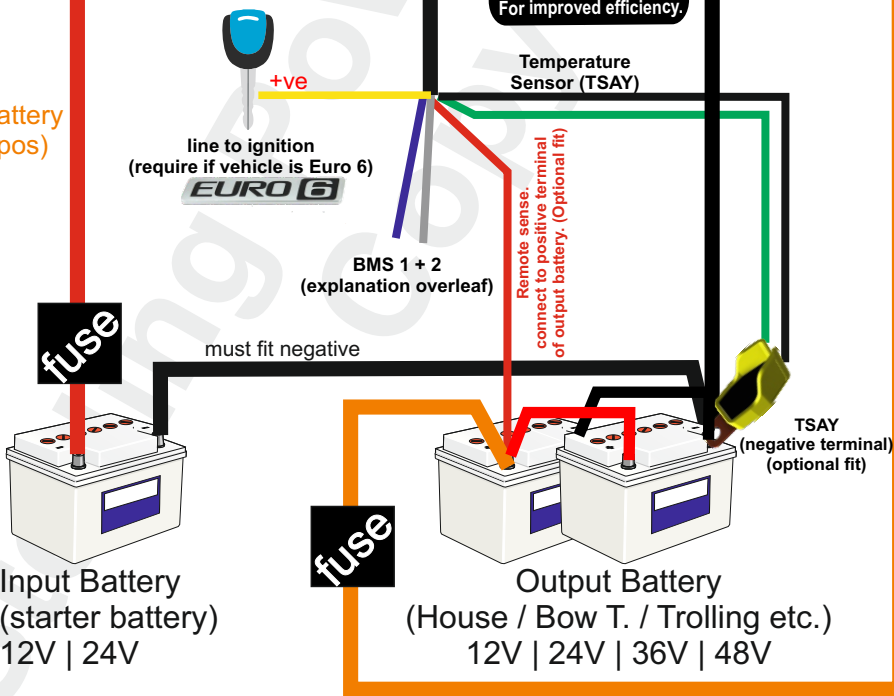 For improved efficiency.
Temperature
Sensor (TSAY)
+ve
attery
pos)
line to ignition
(require if vehicle is Euro 6)
EURO 6
Remote sense.
connect to positive terminal
of output battery. (Optional fit)
BMS 1 + 2
(explanation overleaf)
fuse
must fit negative
TSAY
(negative terminal)
(optional fit)
fuse
Input Battery
(starter battery)
12V | 24V
Output Battery
(House / Bow T. / Trolling etc.)
12V | 24V | 36V | 48V
Copy